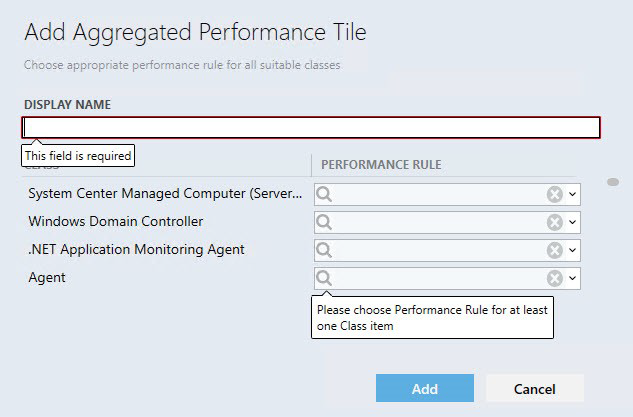 Add Aggregated Performance Tile
Choose appropriate performance rule for all suitable classes
DISPLAY NAME
This field is required
PERFORMANCE RULE
System Center Managed Computer (Server...
Windows Domain Controller
.NET Application Monitoring Agent
Agent
Please choose Performance Rule for at least
one Class item
Add
Cancel